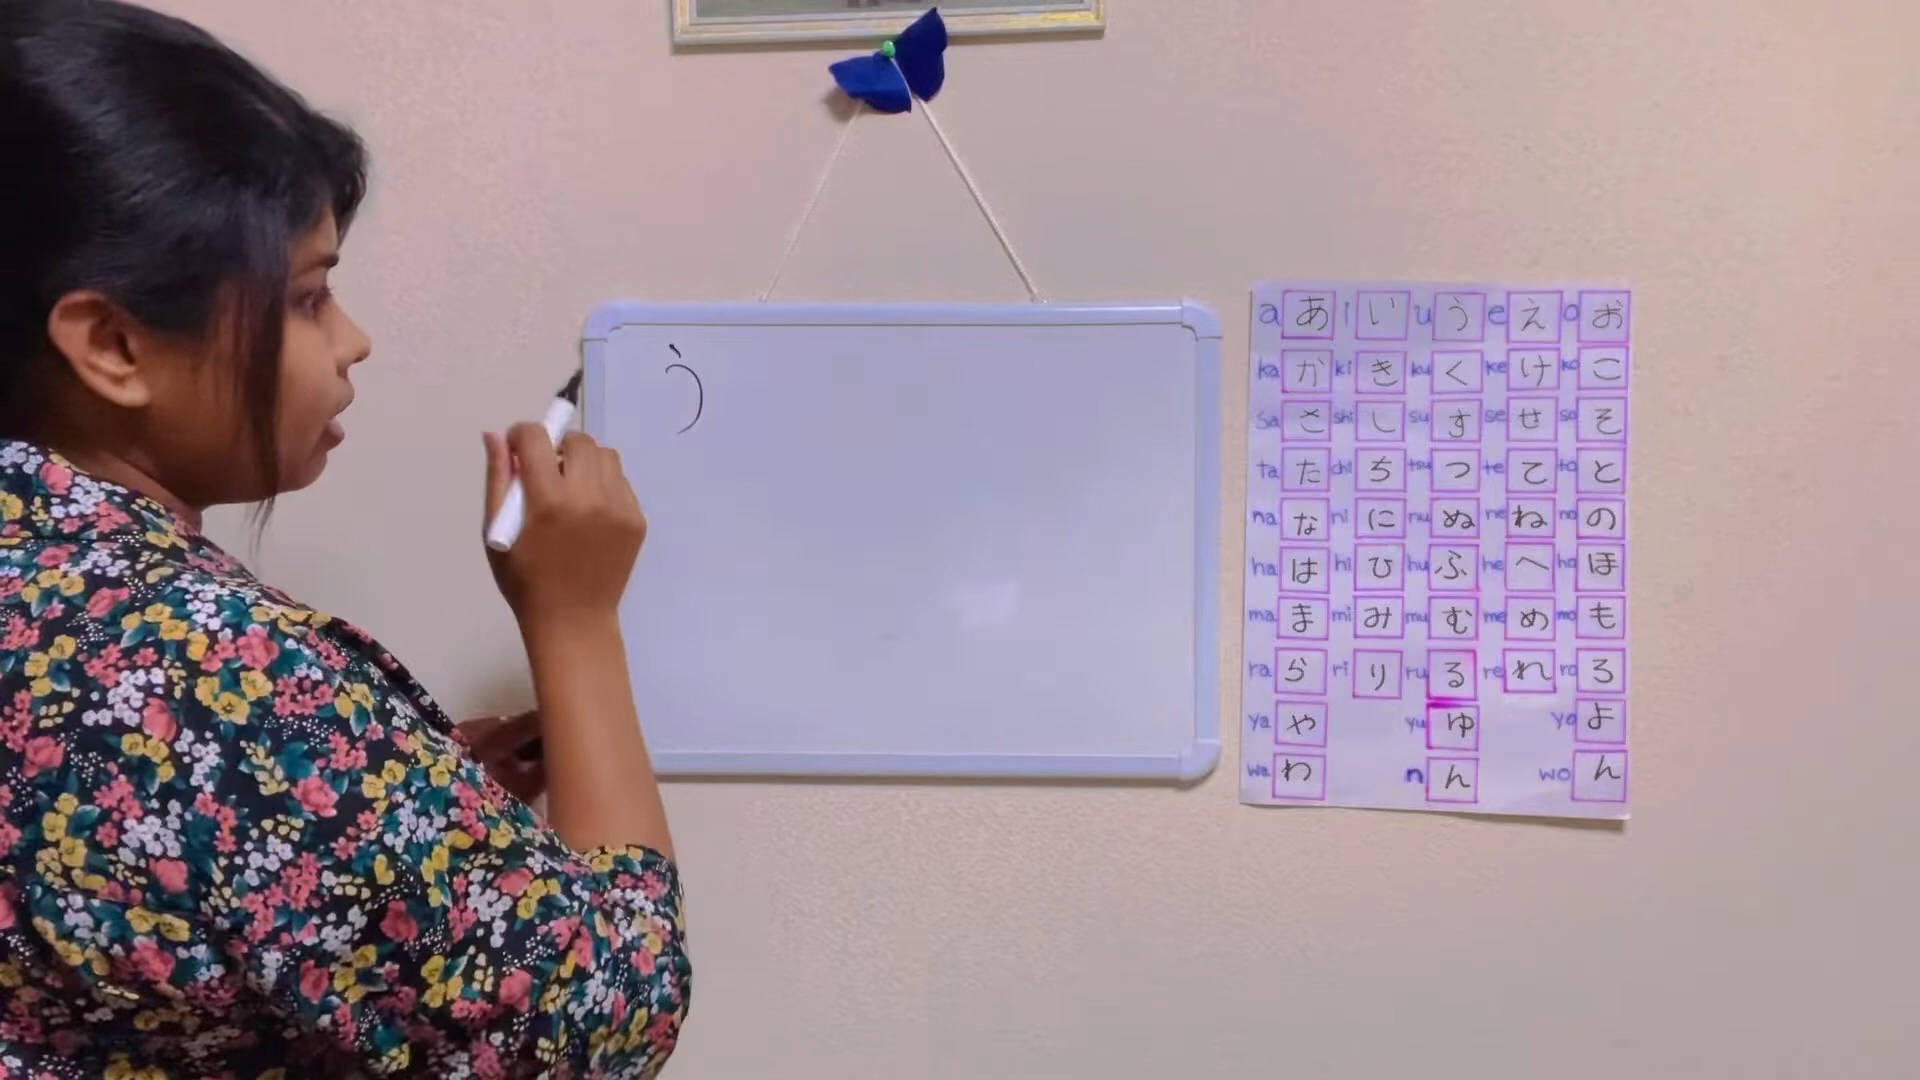 う
a あ i い u う e え o お
ka か ki き ku く ke け ko こ
sa さ shi し su す se せ so そ
ta た chi ち tsu つ te て to と
na な ni に nu ぬ ne ね no の
ha は hi ひ hu ふ he へ ho ほ
ma ま mi み mu む me め mo も
ra ら ri り ru る re れ ro ろ
ya や yu ゆ yo よ
wa わ n ん wo ん